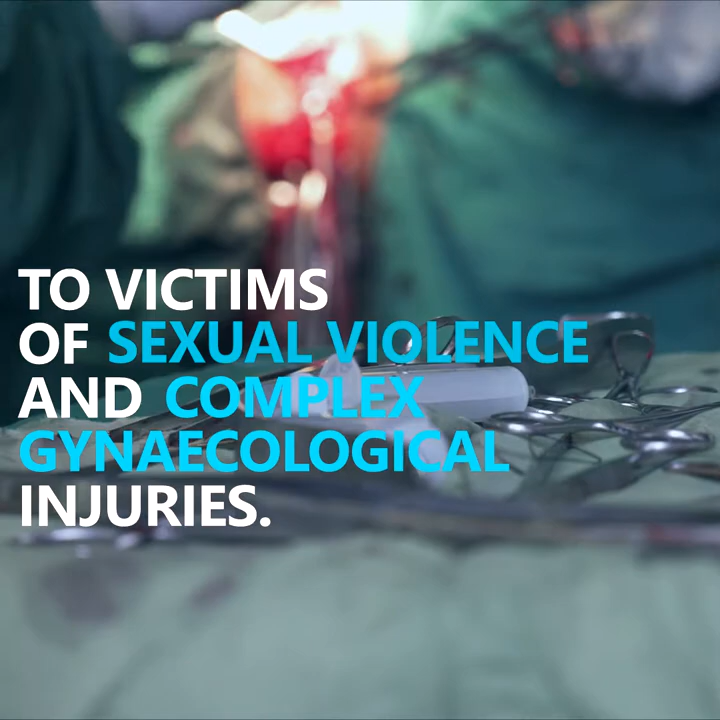 TO VICTIMS
OF SEXUAL VIOLENCE
AND COMPLEX
GYNAECOLOGICAL
INJURIES.